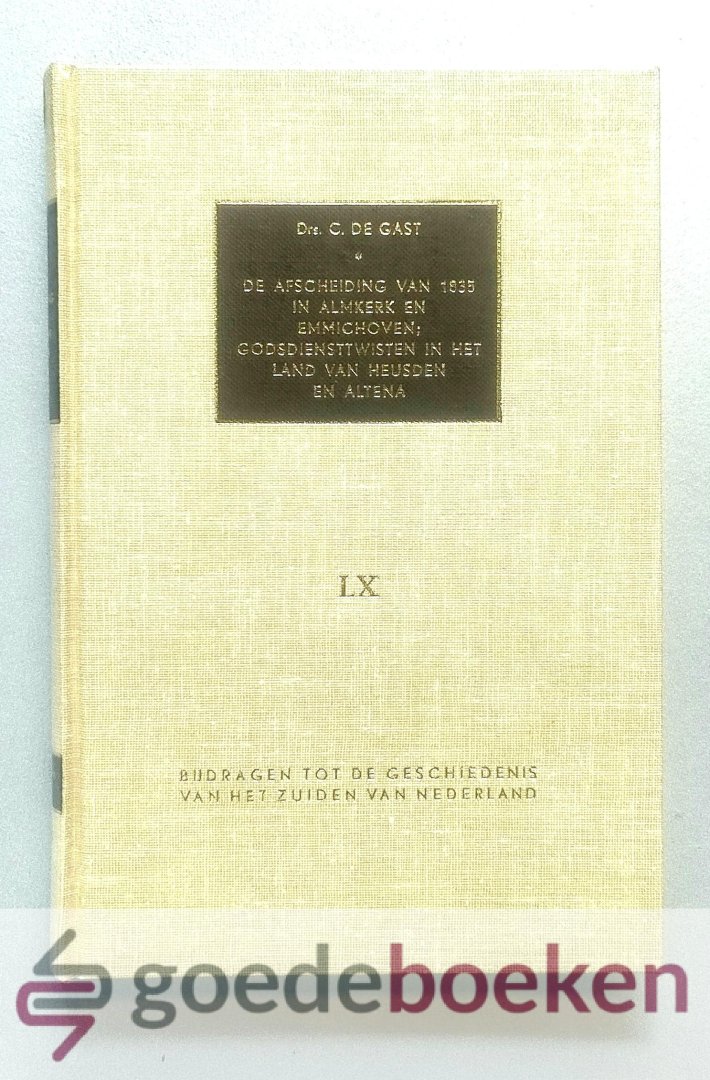 Drs. C. DE GAST
*
DE AFSCHEIDING VAN 1835
IN ALMKERK EN
EMMICHOVEN;
GODSDIENSTTWISTEN IN HET
LAND VAN HEUSDEN
EN ALTENA
LX
BIJDRAGEN TOT DE GESCHIEDENIS
VAN HET ZUIDEN VAN NEDERLAND
goedeboeken